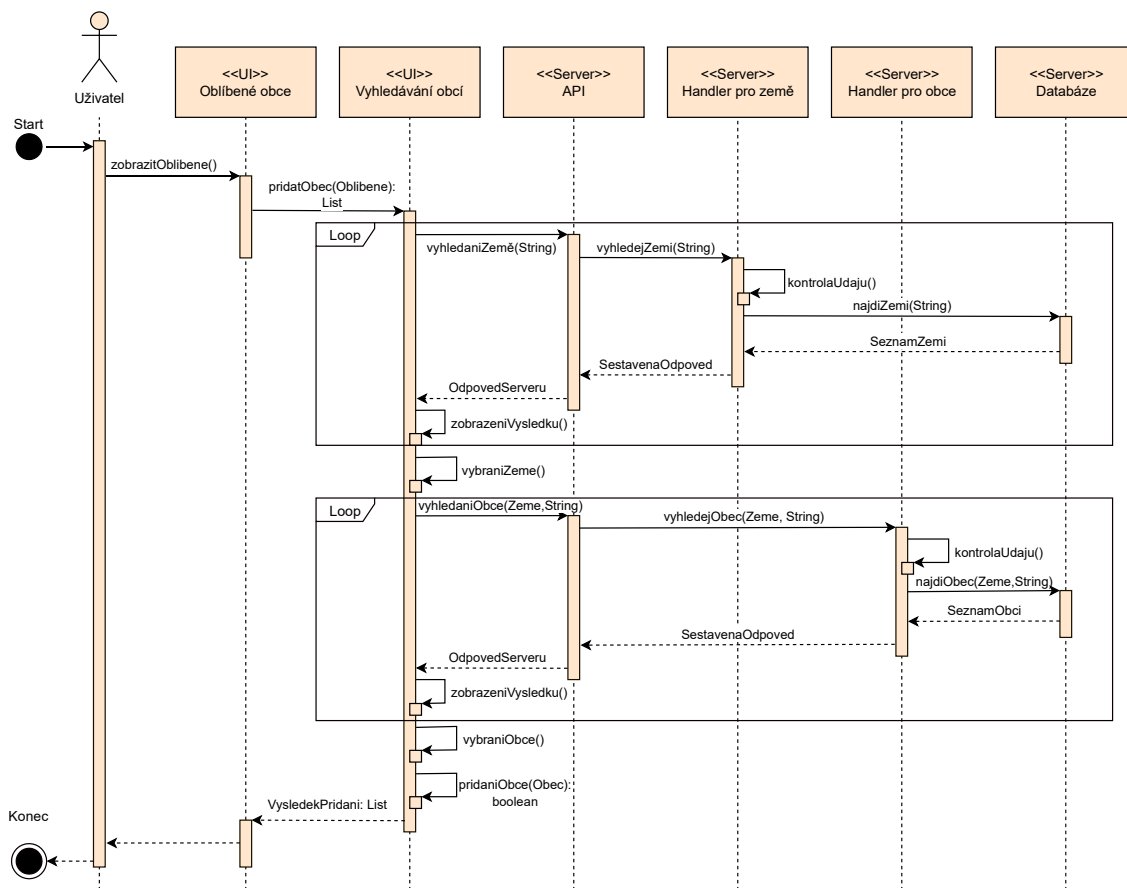 <<UI>>
Oblíbené obce
<<UI>>
Vyhledávání obcí
<<Server>>
API
<<Server>>
Handler pro země
<<Server>>
Handler pro obce
<<Server>>
Databáze
Uživatel
Start
zobrazitOblibene()
pridatObec(Oblibene):
List
Loop
vyhledaniZemě(String)
vyhledejZemi(String)
kontrolaUdaju()
najdiZemi(String)
SeznamZemi
SestavenaOdpoved
OdpovedServeru
zobrazeniVysledku()
vybraniZeme()
Loop
vyhledaniObce(Zeme,String)
vyhledejObec(Zeme, String)
kontrolaUdaju()
najdiObec(Zeme,String)
SeznamObci
SestavenaOdpoved
OdpovedServeru
zobrazeniVysledku()
vybraniObce()
pridaniObce(Obec):
boolean
VysledekPridani: List
Konec